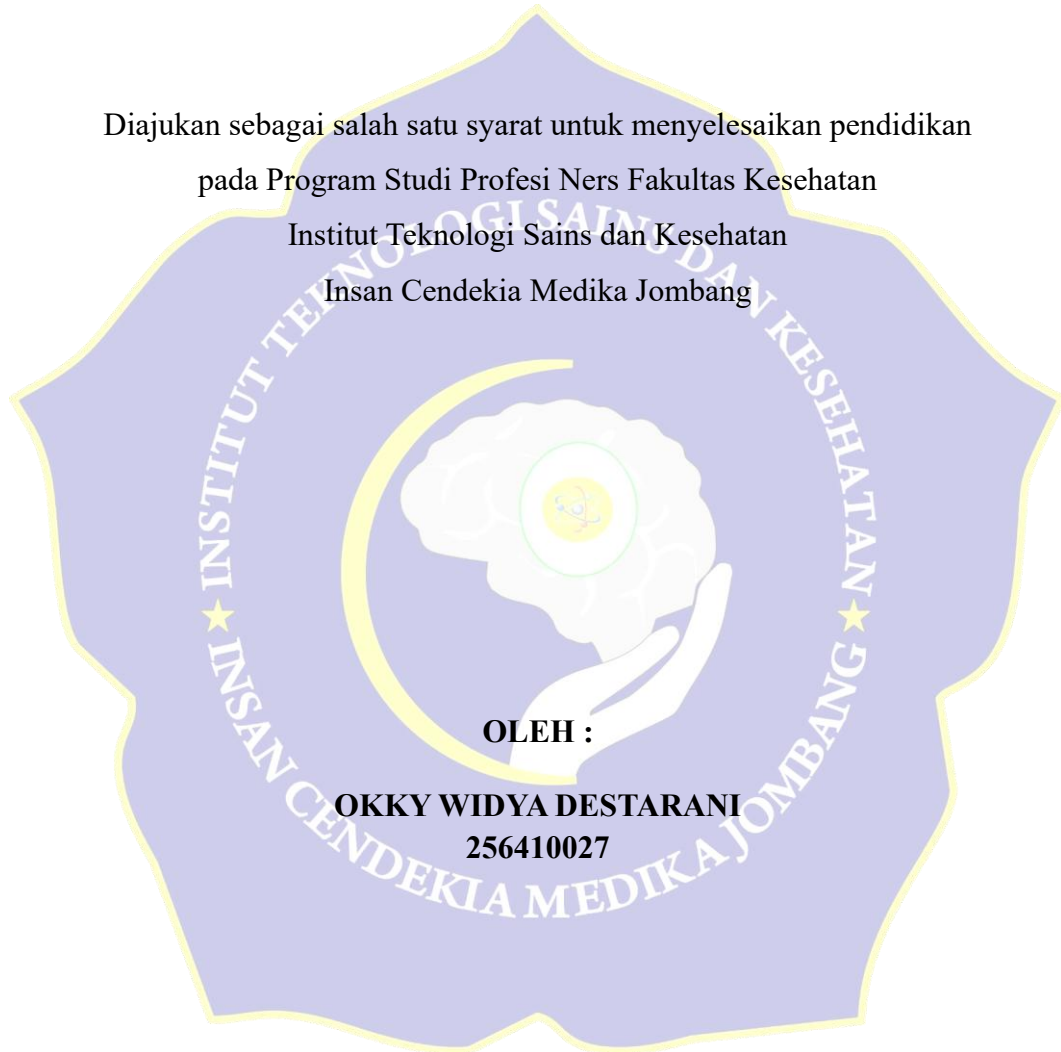 Diajukan sebagai salah satu syarat untuk menyelesaikan pendidikan
pada Program Studi Profesi Ners Fakultas Kesehatan
Institut Teknologi Sains dan Kesehatan
Insan Cendekia Medika Jombang
INSTITUT TEKNOLOGI SAINS DAN KESEHATAN
★ INSAN CENDEKIA MEDIKA JOMBANG ★
OLEH :
OKKY WIDYA DESTARANI
256410027